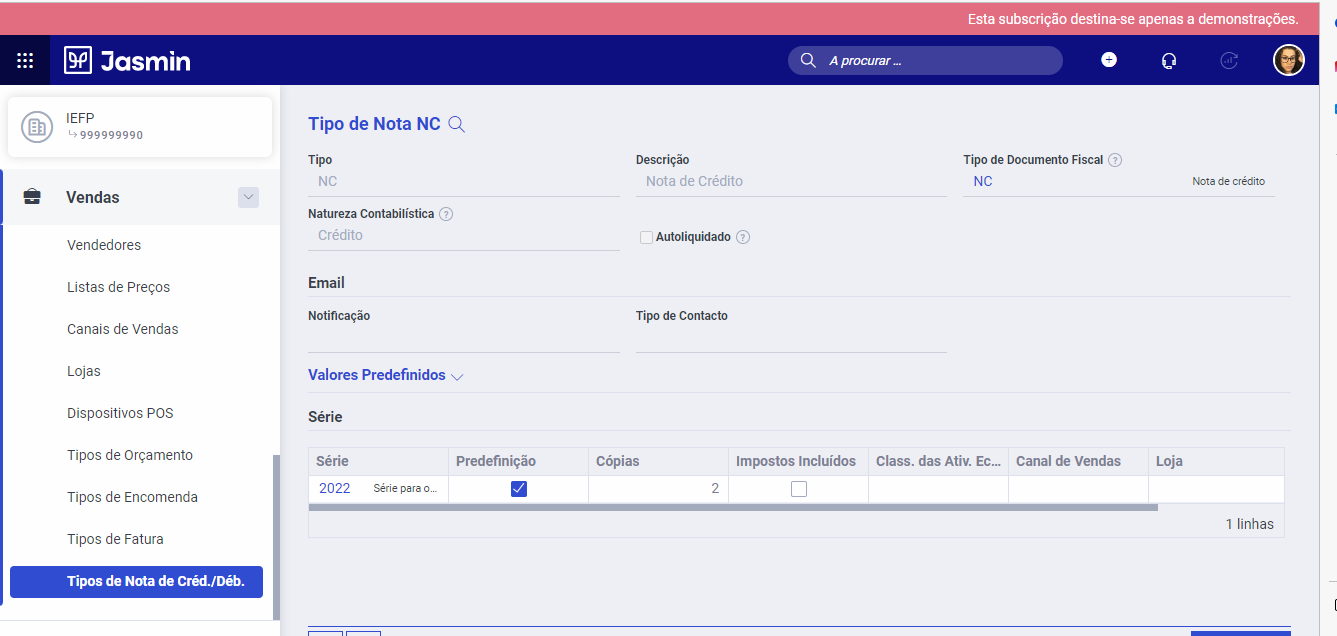 Esta subscrição destina-se apenas a demonstrações.
Jasmin
A procurar ...
IEFP
999999990
Vendas
Vendedores
Listas de Preços
Canais de Vendas
Lojas
Dispositivos POS
Tipos de Orçamento
Tipos de Encomenda
Tipos de Fatura
Tipos de Nota de Créd./Déb.
Tipo de Nota NC
Tipo Descrição Tipo de Documento Fiscal ?
NC Nota de Crédito NC Nota de crédito
Natureza Contabilística ?
Crédito
Autoliquidado ?
Email
Notificação Tipo de Contacto
Valores Predefinidos
Série
Série Predefinição Cópias Impostos Incluídos Class. das Ativ. Ec... Canal de Vendas Loja
2022 Série para o... 2
1 linhas